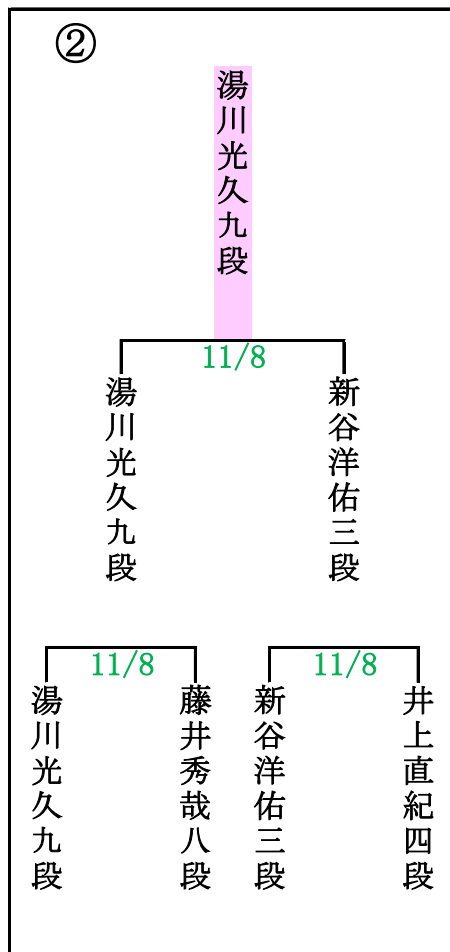 ②
湯川光久九段
11/8
湯川光久九段
新谷洋佑三段
11/8
11/8
湯川光久九段
藤井秀哉八段
新谷洋佑三段
井上直紀四段